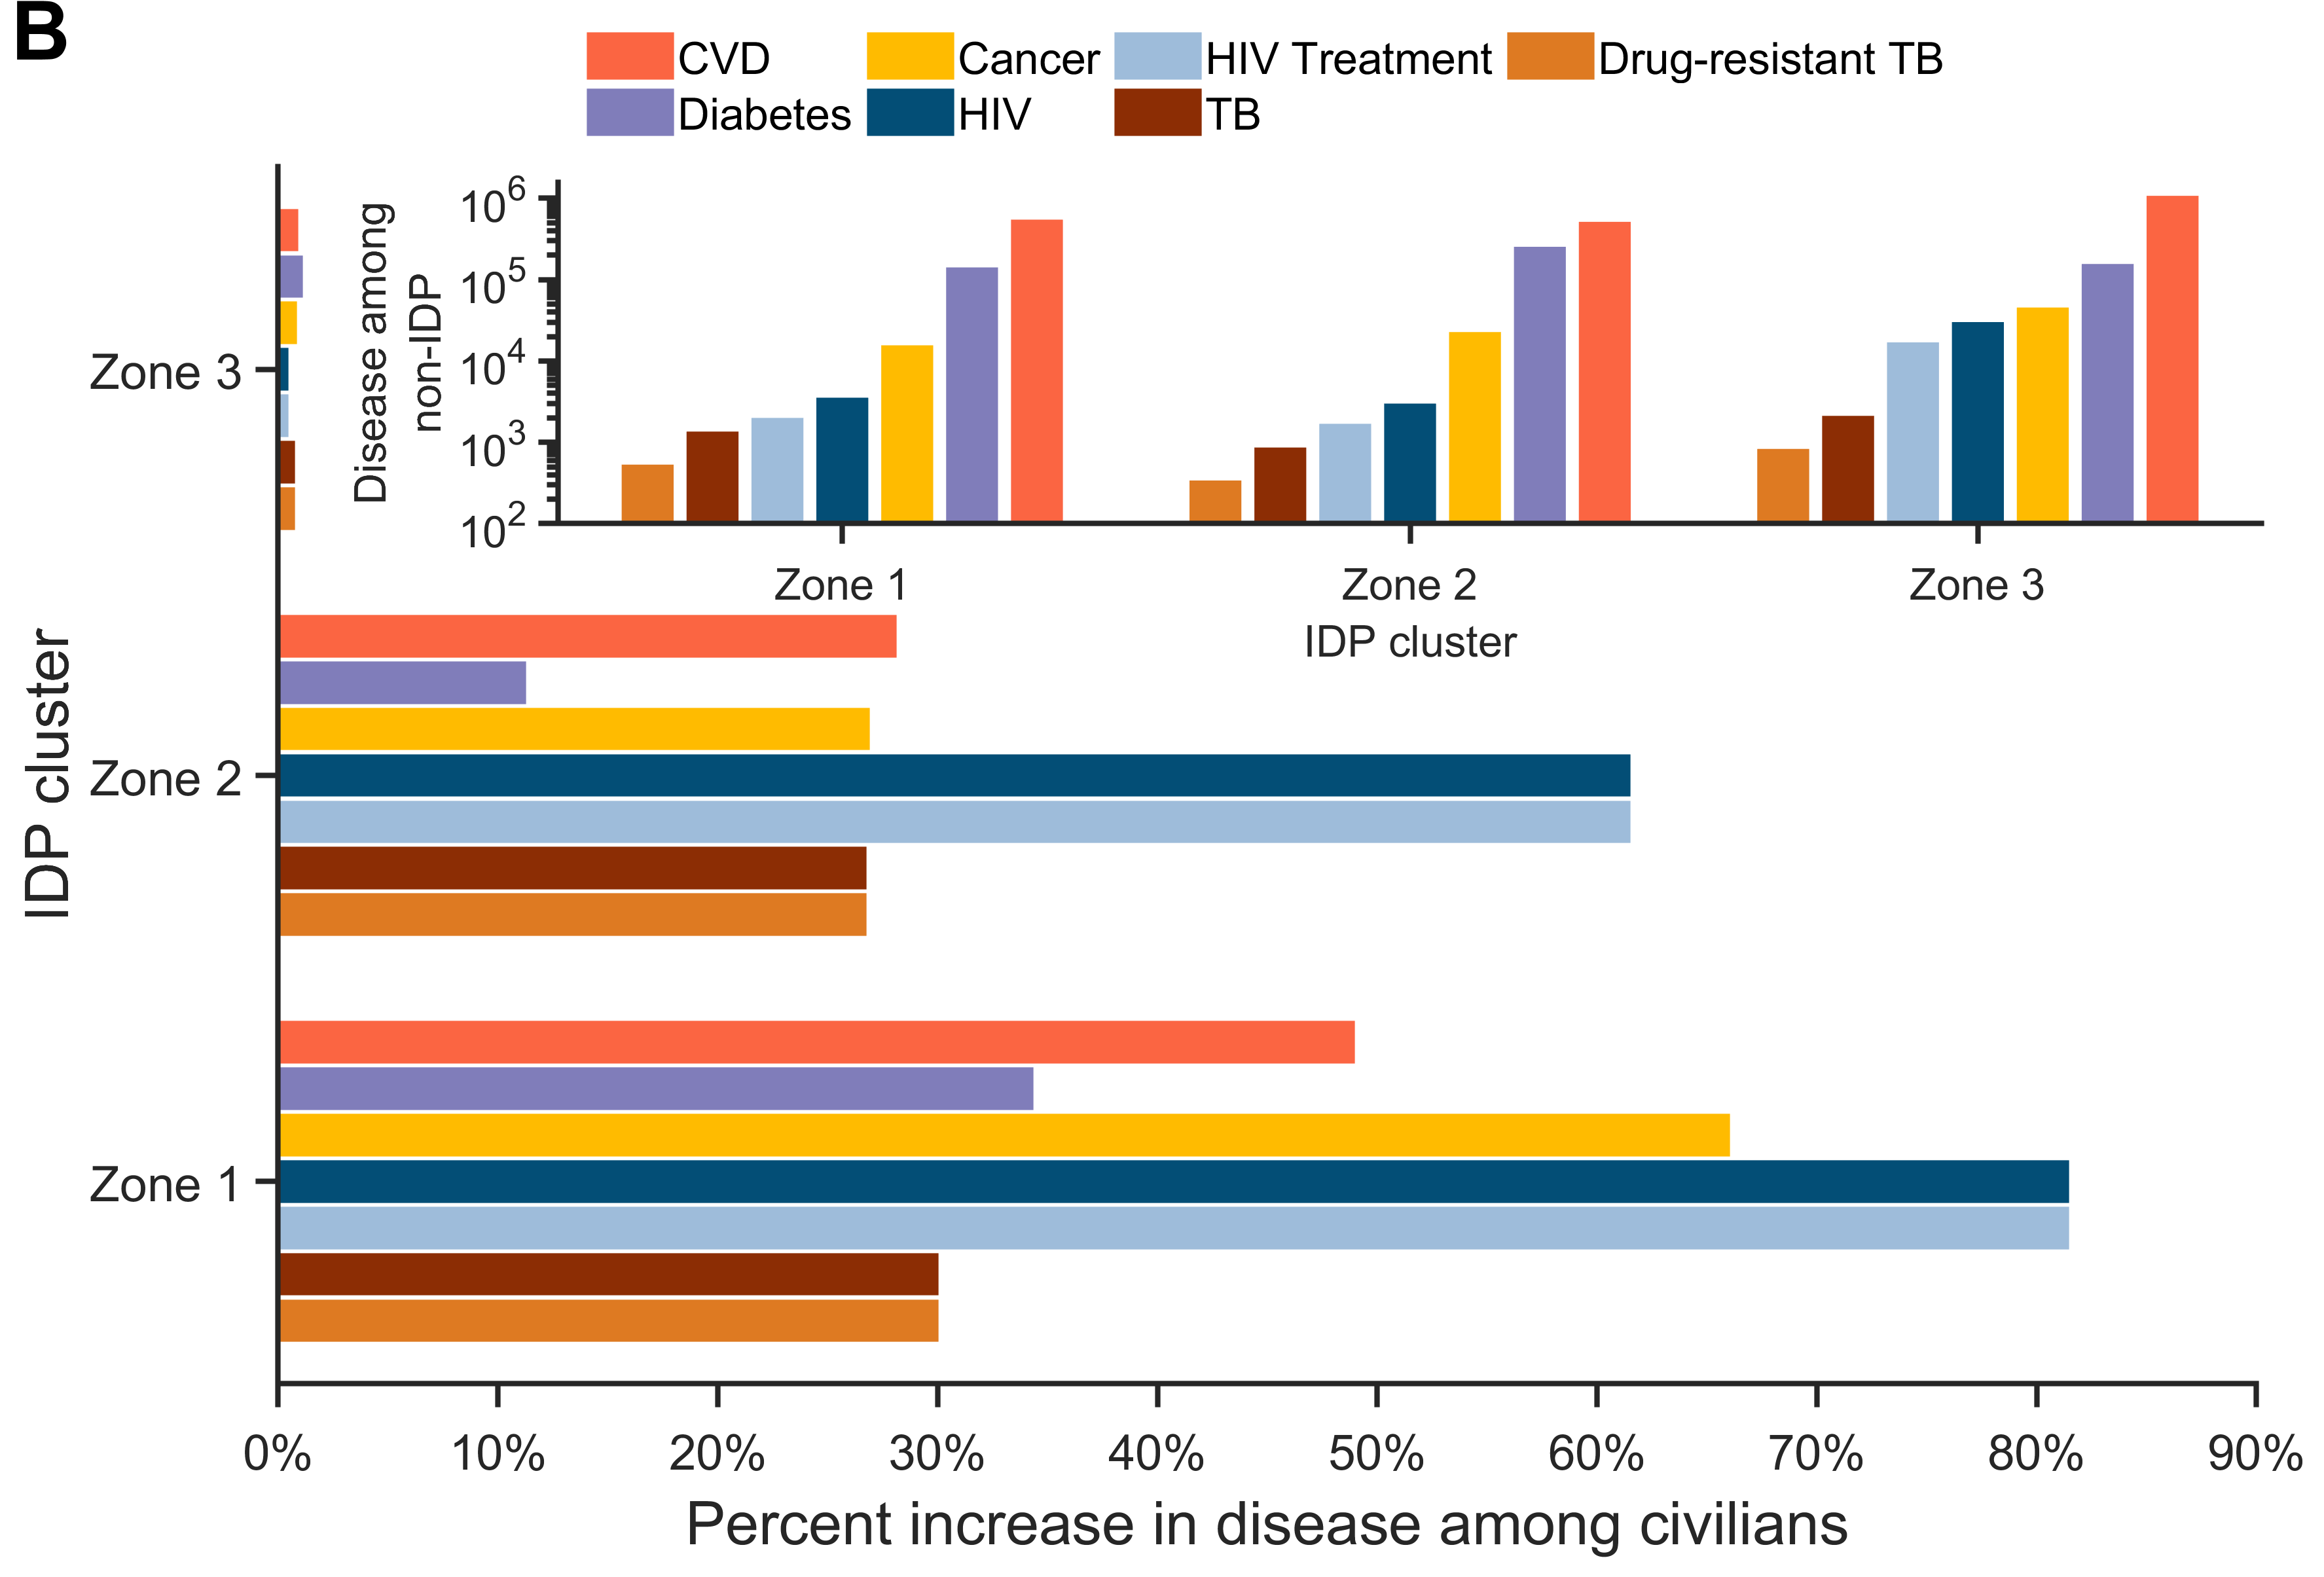 B
CVD Cancer HIV Treatment Drug-resistant TB
Diabetes HIV TB
Disease among
non-IDP
10^6
10^5
10^4
10^3
10^2
Zone 1 Zone 2 Zone 3
IDP cluster
IDP cluster
Zone 3
Zone 2
Zone 1
0% 10% 20% 30% 40% 50% 60% 70% 80% 90%
Percent increase in disease among civilians